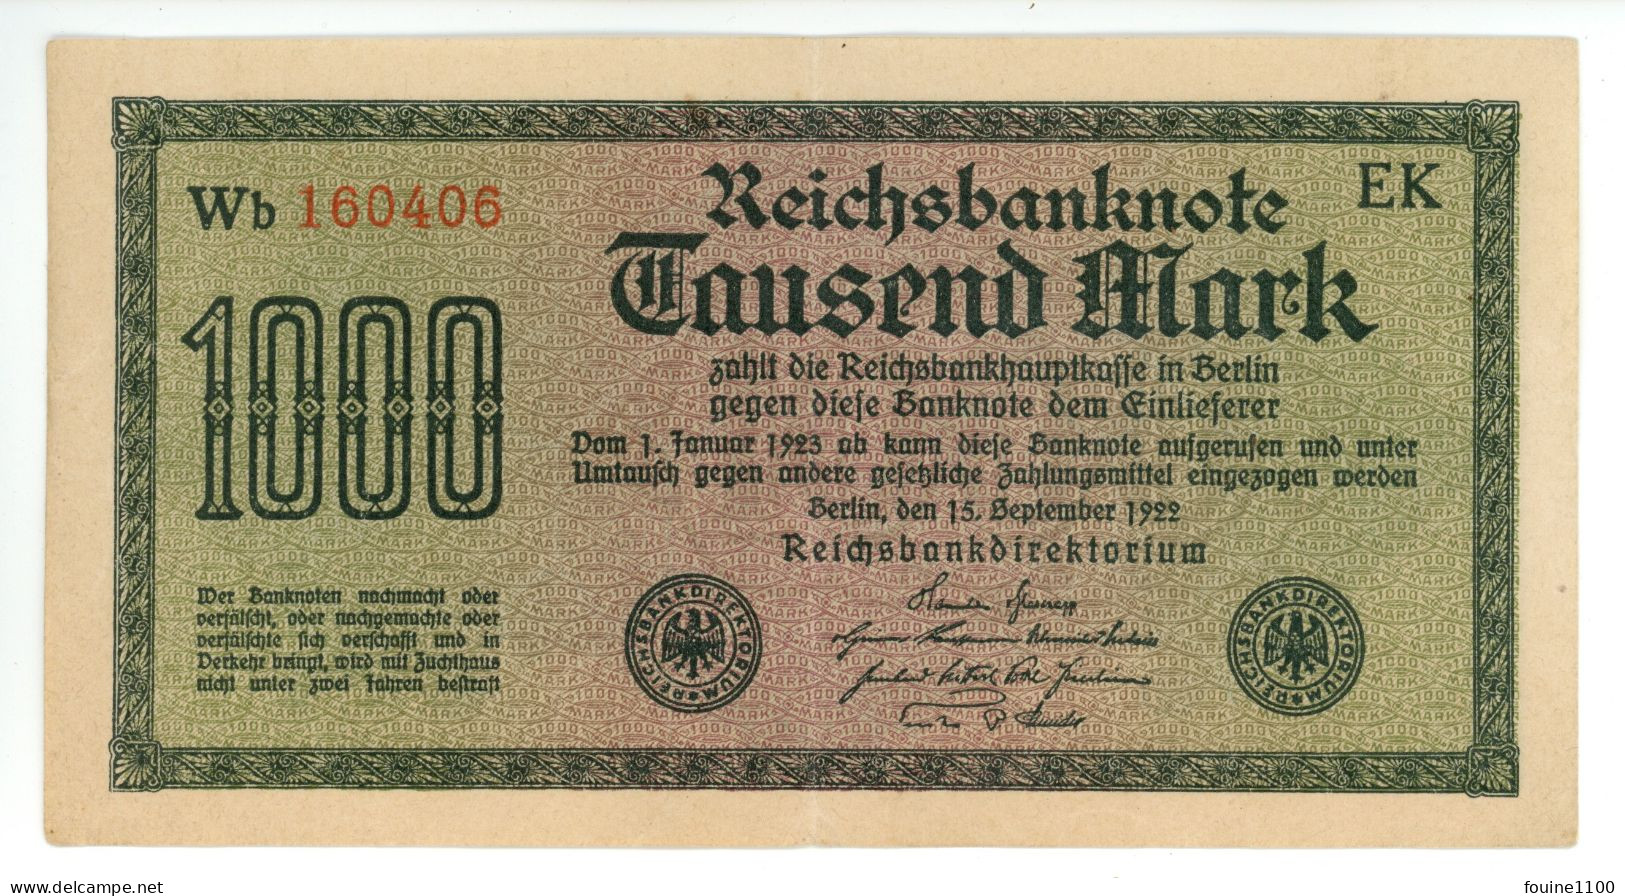 Wb 160406
Reichsbanknote
EK
Tausend Mark
1000
zahlt die Reichsbankhauptkasse in Berlin
gegen diese Banknote dem Einlieferer
Vom 1. Januar 1923 ab kann diese Banknote aufgerufen und unter
Umtausch gegen andere gesetzliche Zahlungsmittel eingezogen werden
Berlin, den 15. September 1922
Reichsbankdirektorium
Wer Banknoten nachmacht oder
verfälscht, oder nachgemachte oder
verfälschte sich verschafft und in
Verkehr bringt, wird mit Zuchthaus
nicht unter zwei Jahren bestraft
REICHSBANKDIREKTORIUM
REICHSBANKDIREKTORIUM
www.delcampe.net
fouine1100